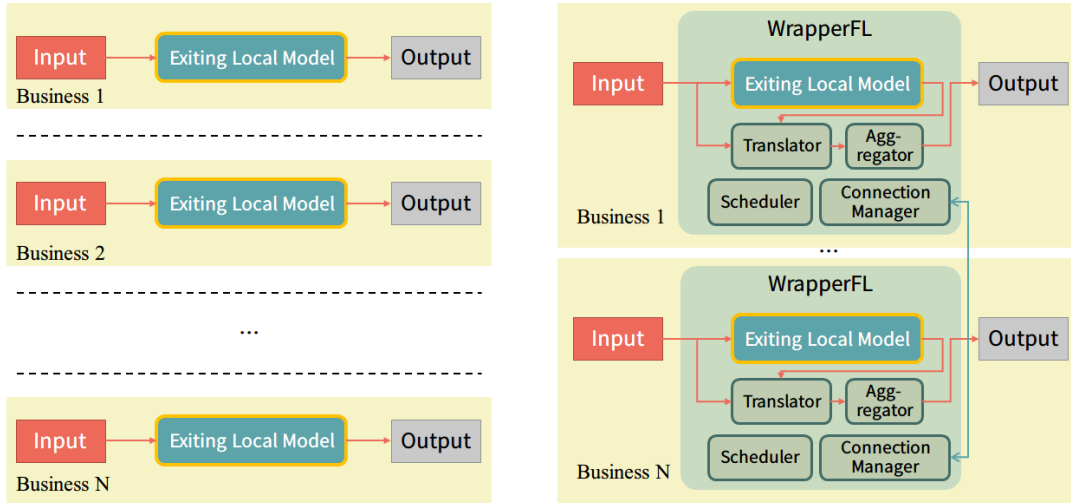 Input
Exiting Local Model
Output
Business 1
Input
Exiting Local Model
Output
Business 2
...
Input
Exiting Local Model
Output
Business N
WrapperFL
Input
Exiting Local Model
Output
Translator
Agg-
regator
Scheduler
Connection
Manager
Business 1
...
WrapperFL
Input
Exiting Local Model
Output
Translator
Agg-
regator
Scheduler
Connection
Manager
Business N